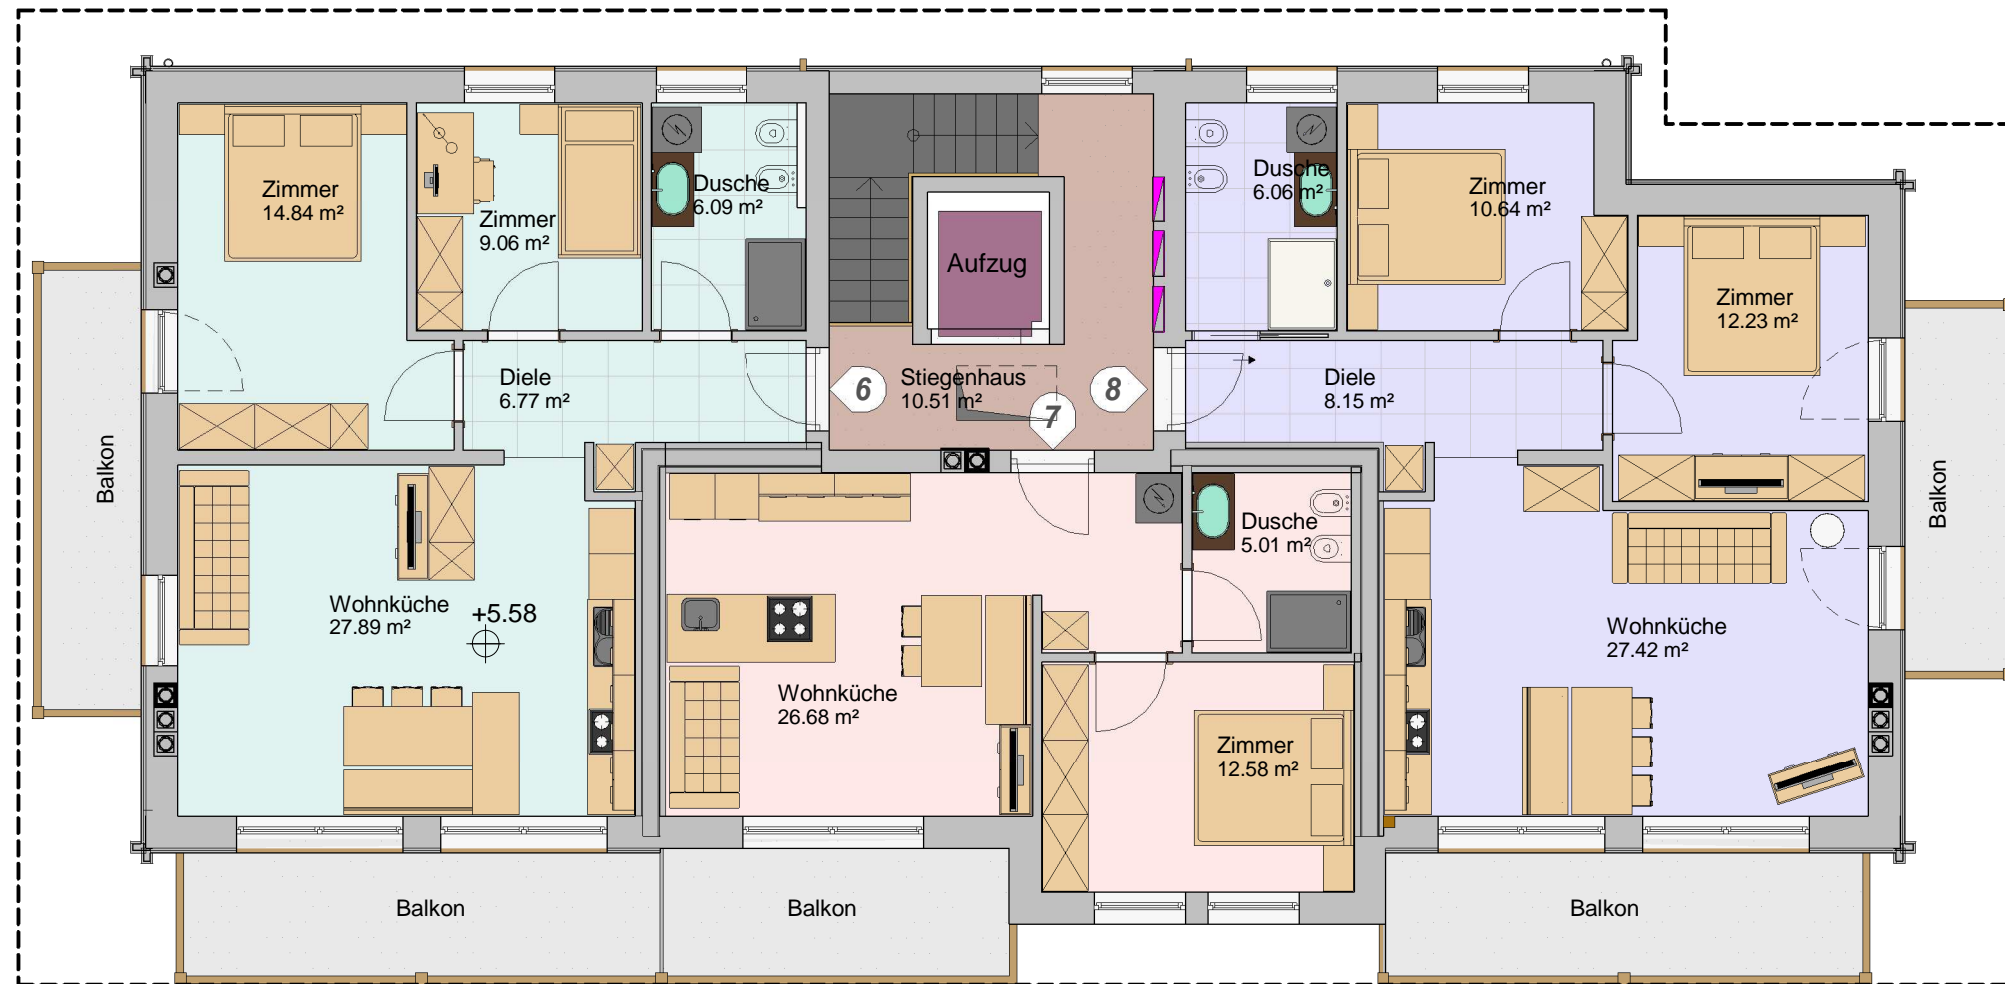 Zimmer
14.84 m²
Zimmer
9.06 m²
Dusche
6.09 m²
Aufzug
Dusche
6.06 m²
Zimmer
10.64 m²
Zimmer
12.23 m²
Diele
6.77 m²
6
Stiegenhaus
10.51 m²
7
8
Diele
8.15 m²
Balkon
Balkon
Dusche
5.01 m²
Wohnküche
27.89 m²
+5.58
Wohnküche
26.68 m²
Zimmer
12.58 m²
Wohnküche
27.42 m²
Balkon
Balkon
Balkon